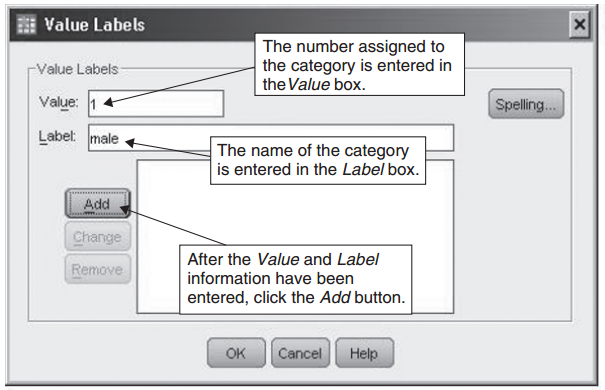 Value Labels
The number assigned to
the category is entered in
theValue box.
Value Labels
Value: 1
Spelling...
Label: male
The name of the category
is entered in the Label box.
Add
Change
Remove
After the Value and Label
information have been
entered, click the Add button.
OK Cancel Help